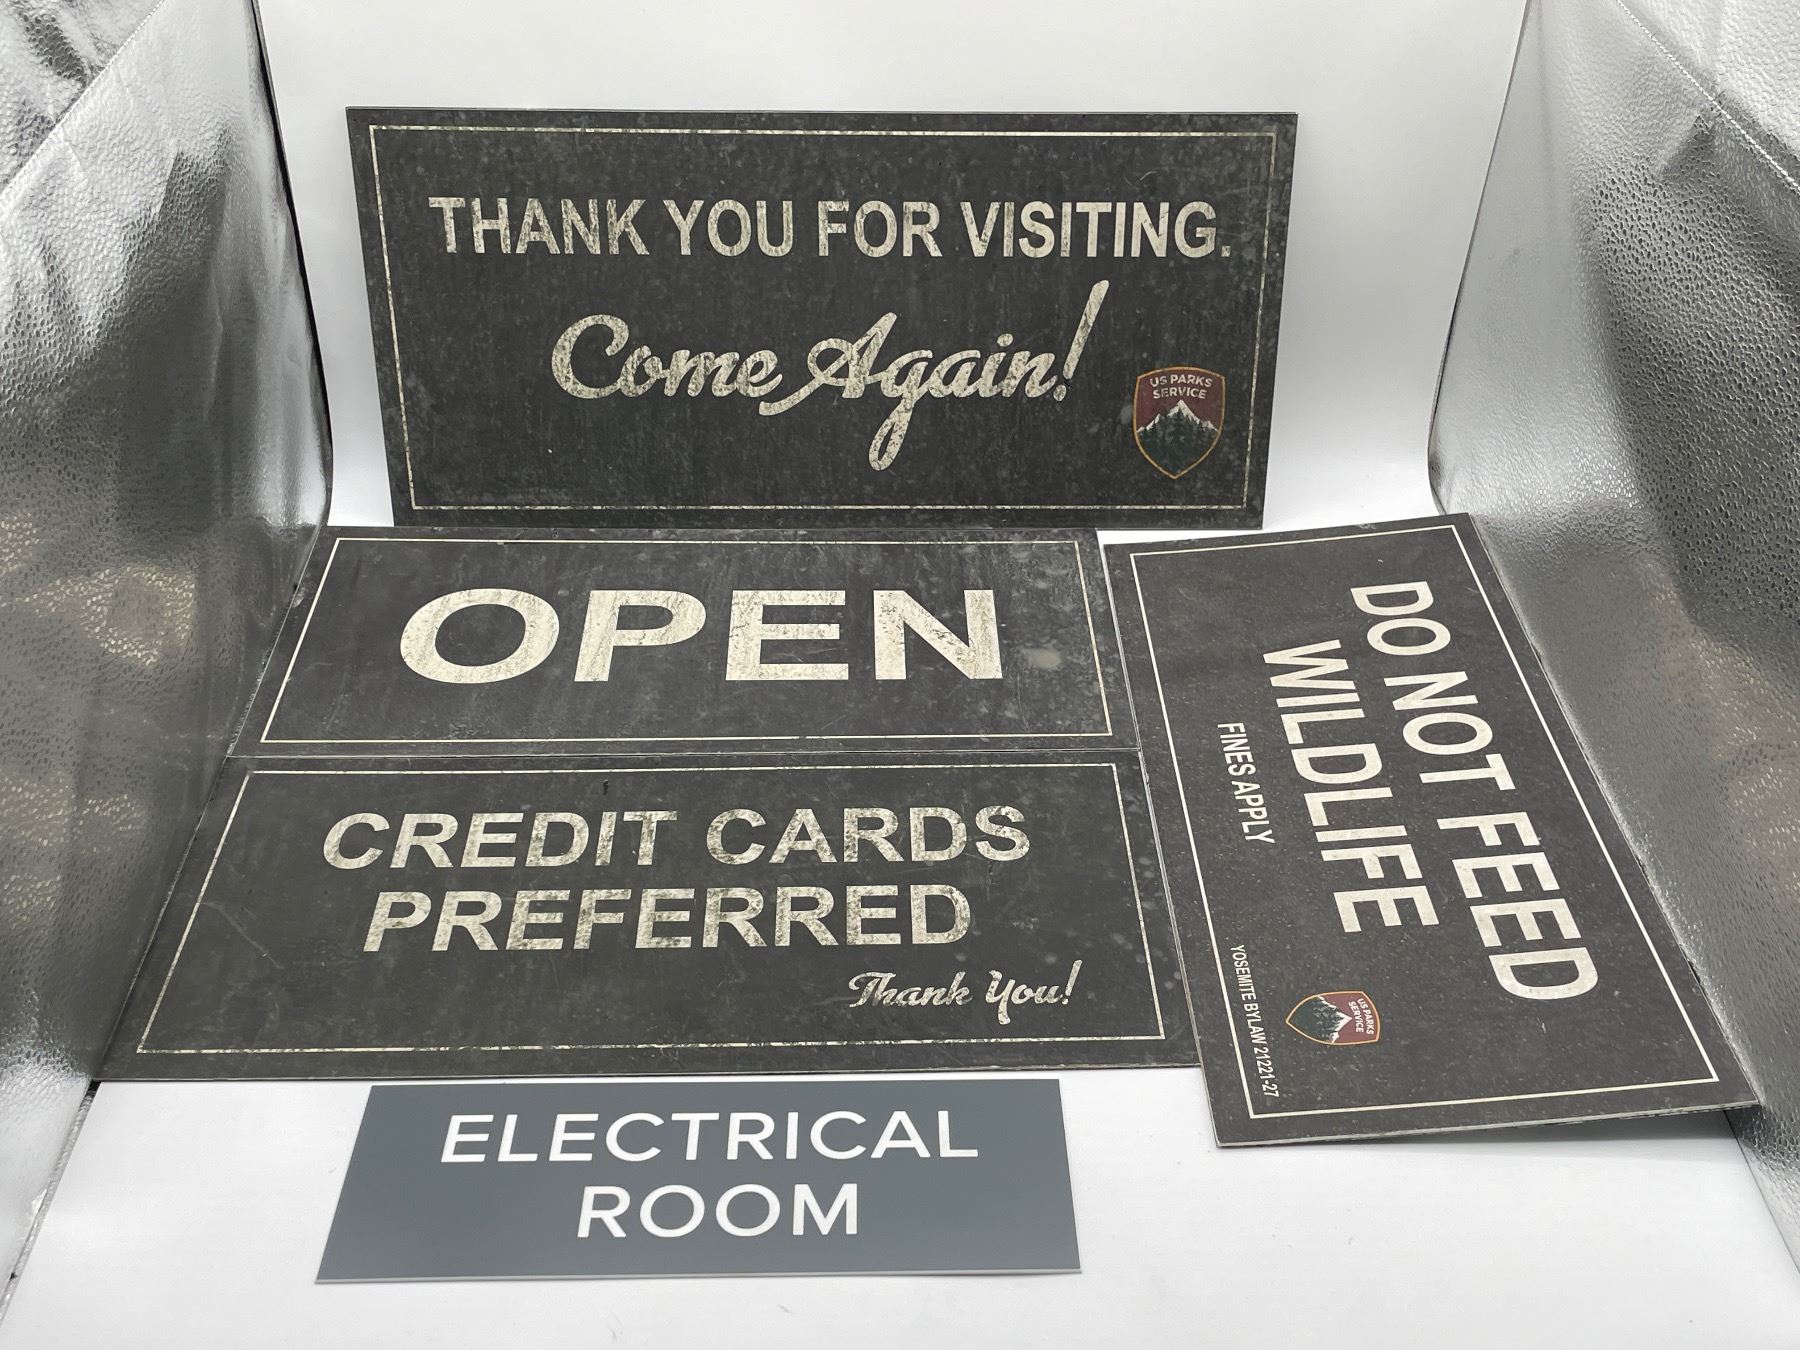 THANK YOU FOR VISITING.
Come Again!
US PARKS
SERVICE
OPEN
CREDIT CARDS
PREFERRED
Thank You!
DO NOT FEED
WILDLIFE
FINES APPLY
US PARKS
SERVICE
YOSEMITE BYLAW 21221-27
ELECTRICAL
ROOM